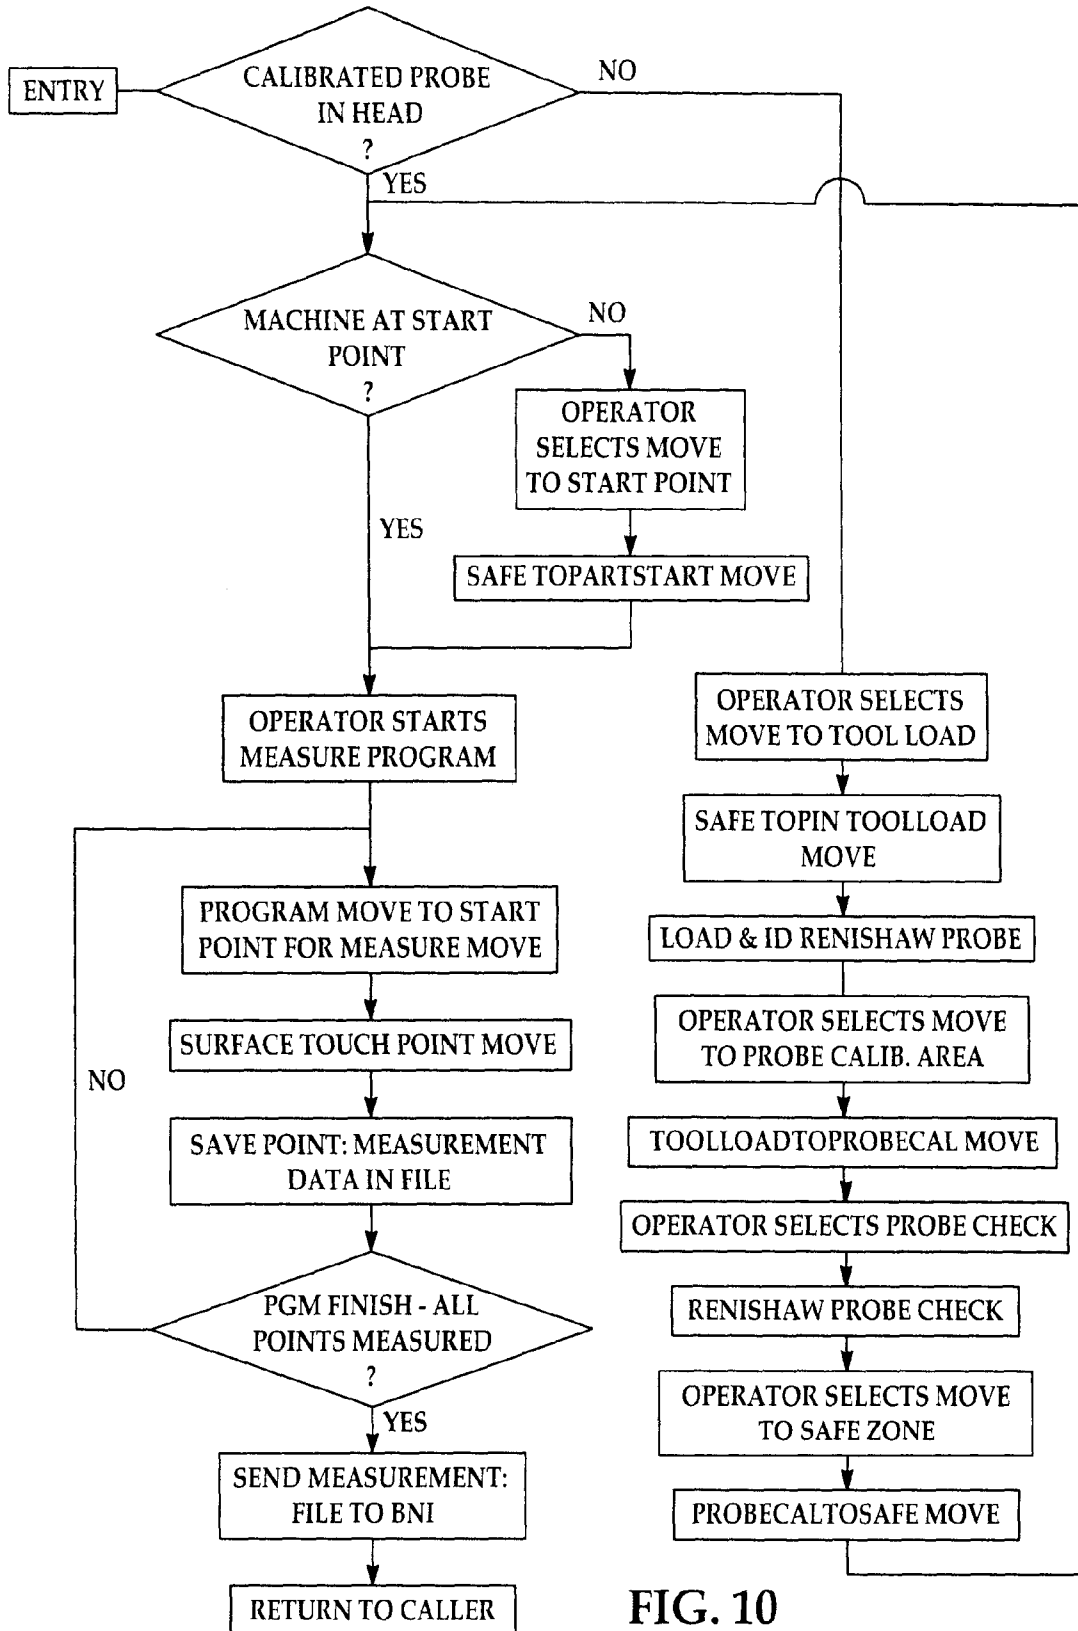 ENTRY
CALIBRATED PROBE
IN HEAD
?
NO
YES
MACHINE AT START
POINT
?
NO
OPERATOR
SELECTS MOVE
TO START POINT
YES
SAFE TOPARTSTART MOVE
OPERATOR STARTS
MEASURE PROGRAM
PROGRAM MOVE TO START
POINT FOR MEASURE MOVE
SURFACE TOUCH POINT MOVE
NO
SAVE POINT: MEASUREMENT
DATA IN FILE
PGM FINISH - ALL
POINTS MEASURED
?
YES
SEND MEASUREMENT:
FILE TO BNI
RETURN TO CALLER
OPERATOR SELECTS
MOVE TO TOOL LOAD
SAFE TOPIN TOOLLOAD
MOVE
LOAD & ID RENISHAW PROBE
OPERATOR SELECTS MOVE
TO PROBE CALIB. AREA
TOOLLOADTOPROBECAL MOVE
OPERATOR SELECTS PROBE CHECK
RENISHAW PROBE CHECK
OPERATOR SELECTS MOVE
TO SAFE ZONE
PROBECALTOSAFE MOVE
FIG. 10